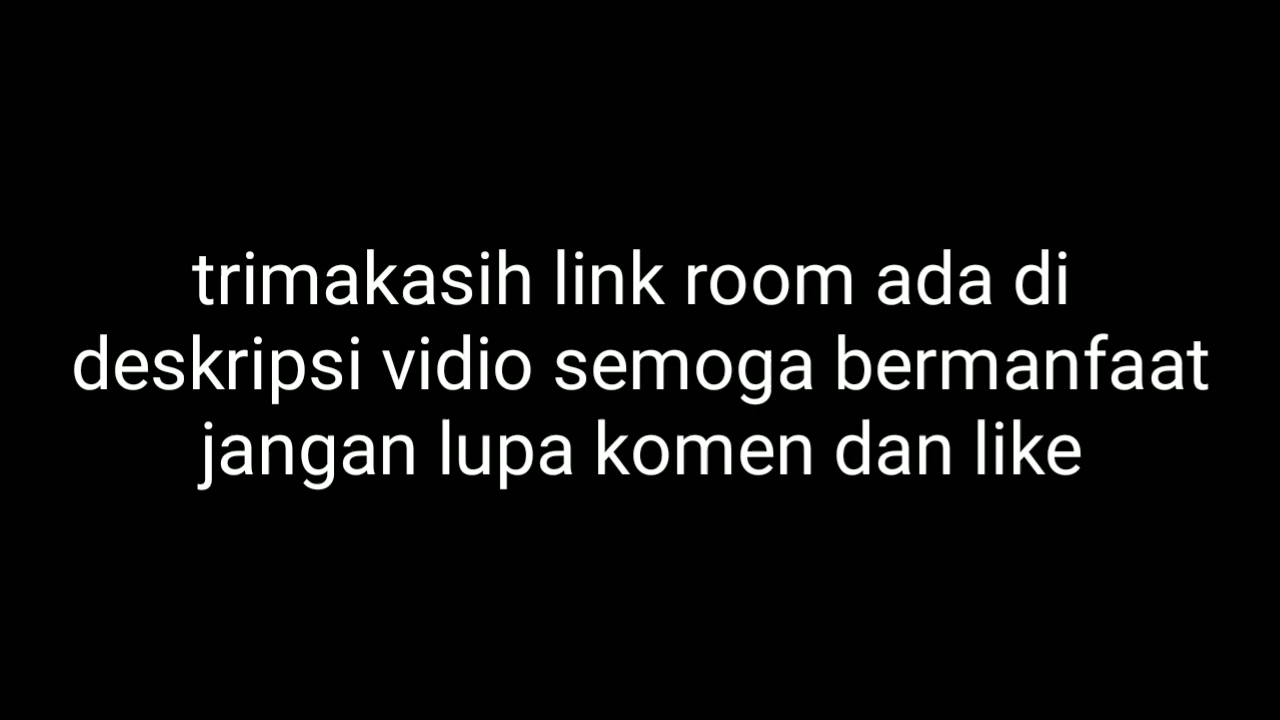 trimakasih link room ada di
deskripsi vidio semoga bermanfaat
jangan lupa komen dan like